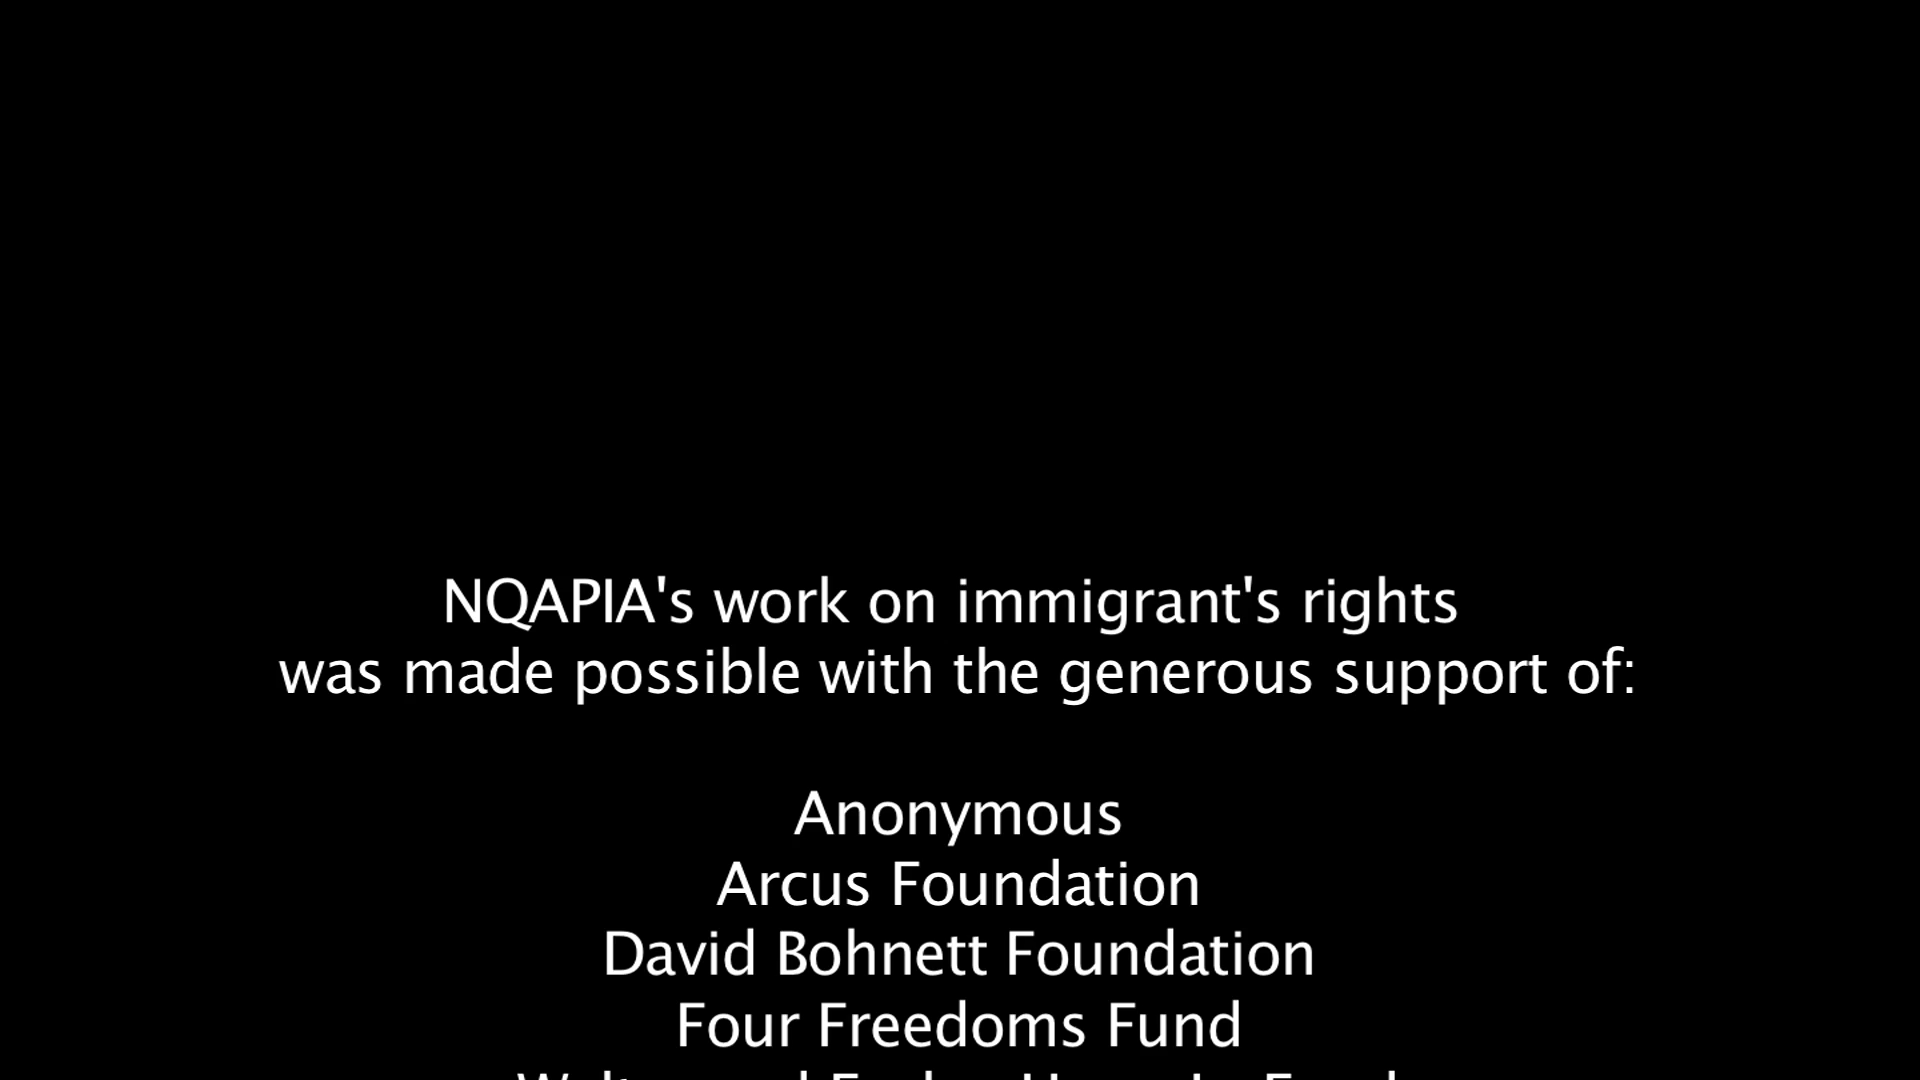 NQAPIA's work on immigrant's rights
was made possible with the generous support of:
Anonymous
Arcus Foundation
David Bohnett Foundation
Four Freedoms Fund